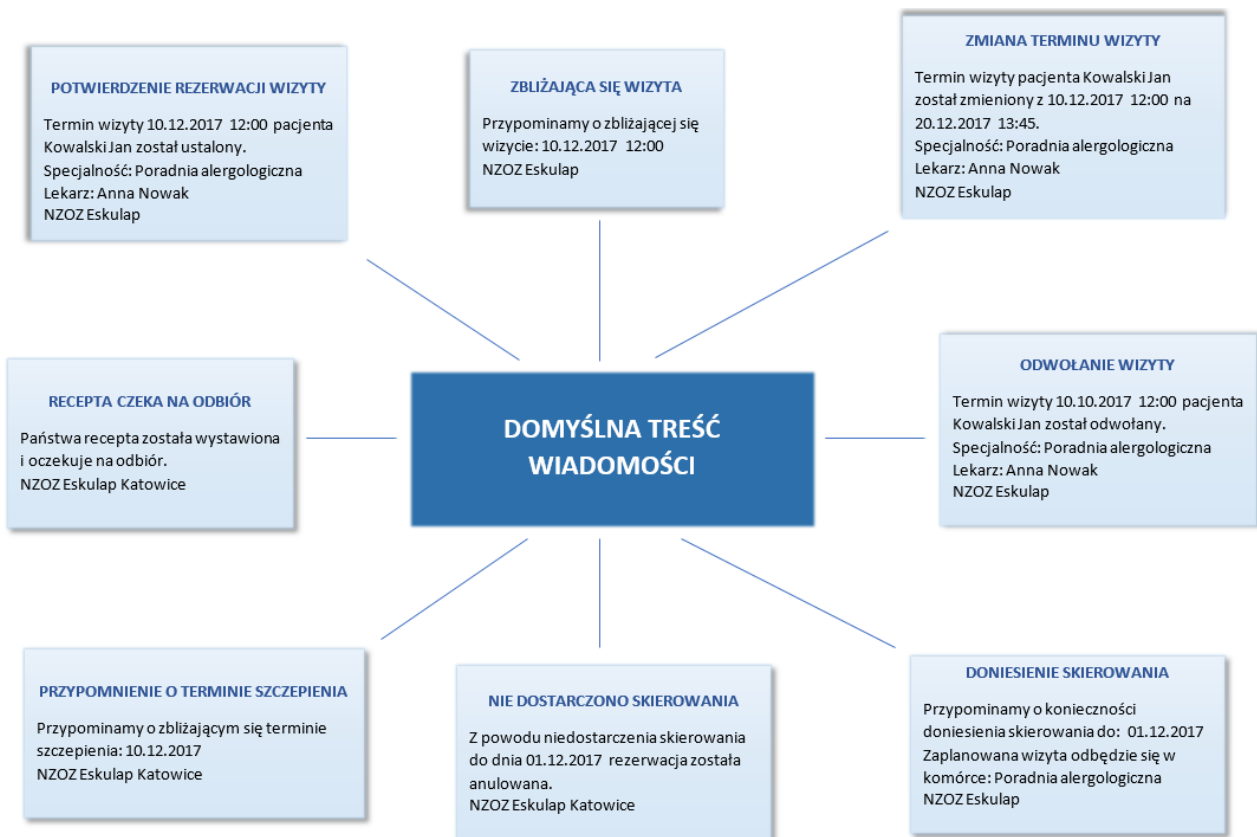 POTWIERDZENIE REZERWACJI WIZYTY
Termin wizyty 10.12.2017 12:00 pacjenta
Kowalski Jan został ustalony.
Specjalność: Poradnia alergologiczna
Lekarz: Anna Nowak
NZOZ Eskulap
ZBLIŻAJĄCA SIĘ WIZYTA
Przypominamy o zbliżającej się
wizycie: 10.12.2017 12:00
NZOZ Eskulap
ZMIANA TERMINU WIZYTY
Termin wizyty pacjenta Kowalski Jan
został zmieniony z 10.12.2017 12:00 na
20.12.2017 13:45.
Specjalność: Poradnia alergologiczna
Lekarz: Anna Nowak
NZOZ Eskulap
RECEPTA CZEKA NA ODBIÓR
Państwa recepta została wystawiona
i oczekuje na odbiór.
NZOZ Eskulap Katowice
DOMYŚLNA TREŚĆ
WIADOMOŚCI
ODWOŁANIE WIZYTY
Termin wizyty 10.10.2017 12:00 pacjenta
Kowalski Jan został odwołany.
Specjalność: Poradnia alergologiczna
Lekarz: Anna Nowak
NZOZ Eskulap
PRZYPOMNIENIE O TERMINIE SZCZEPIENIA
Przypominamy o zbliżającym się terminie
szczepienia: 10.12.2017
NZOZ Eskulap Katowice
NIE DOSTARCZONO SKIEROWANIA
Z powodu niedostarczenia skierowania
do dnia 01.12.2017 rezerwacja została
anulowana.
NZOZ Eskulap Katowice
DONIESIENIE SKIEROWANIA
Przypominamy o konieczności
doniesienia skierowania do: 01.12.2017
Zaplanowana wizyta odbędzie się w
komórce: Poradnia alergologiczna
NZOZ Eskulap